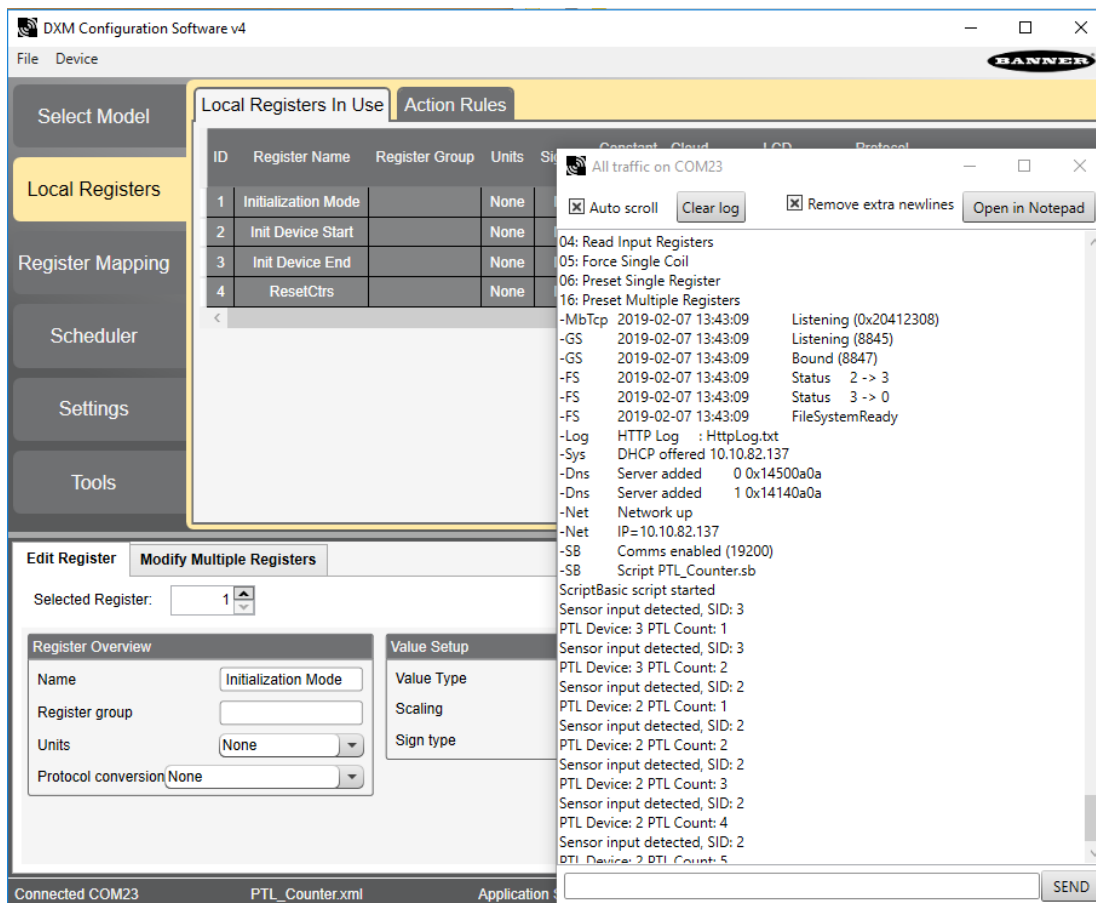 DXM Configuration Software v4
File Device
BANNER
Select Model
Local Registers
Register Mapping
Scheduler
Settings
Tools
Local Registers In Use
Action Rules
ID Register Name Register Group Units
1 Initialization Mode None
2 Init Device Start None
3 Init Device End None
4 ResetCtrs None
Edit Register
Modify Multiple Registers
Selected Register: 1
Register Overview
Name Initialization Mode
Register group
Units None
Protocol conversion None
Value Setup
Value Type
Scaling
Sign type
Connected COM23 PTL_Counter.xml Application
All traffic on COM23
Auto scroll
Clear log
Remove extra newlines
Open in Notepad
04: Read Input Registers
05: Force Single Coil
06: Preset Single Register
16: Preset Multiple Registers
-MbTcp 2019-02-07 13:43:09 Listening (0x20412308)
-GS 2019-02-07 13:43:09 Listening (8845)
-GS 2019-02-07 13:43:09 Bound (8847)
-FS 2019-02-07 13:43:09 Status 2 -> 3
-FS 2019-02-07 13:43:09 Status 3 -> 0
-FS 2019-02-07 13:43:09 FileSystemReady
-Log HTTP Log : HttpLog.txt
-Sys DHCP offered 10.10.82.137
-Dns Server added 0 0x14500a0a
-Dns Server added 1 0x14140a0a
-Net Network up
-Net IP=10.10.82.137
-SB Comms enabled (19200)
-SB Script PTL_Counter.sb
ScriptBasic script started
Sensor input detected, SID: 3
PTL Device: 3 PTL Count: 1
Sensor input detected, SID: 3
PTL Device: 3 PTL Count: 2
Sensor input detected, SID: 2
PTL Device: 2 PTL Count: 1
Sensor input detected, SID: 2
PTL Device: 2 PTL Count: 2
Sensor input detected, SID: 2
PTL Device: 2 PTL Count: 3
Sensor input detected, SID: 2
PTL Device: 2 PTL Count: 4
Sensor input detected, SID: 2
PTL Device: 2 PTL Count: 5
SEND